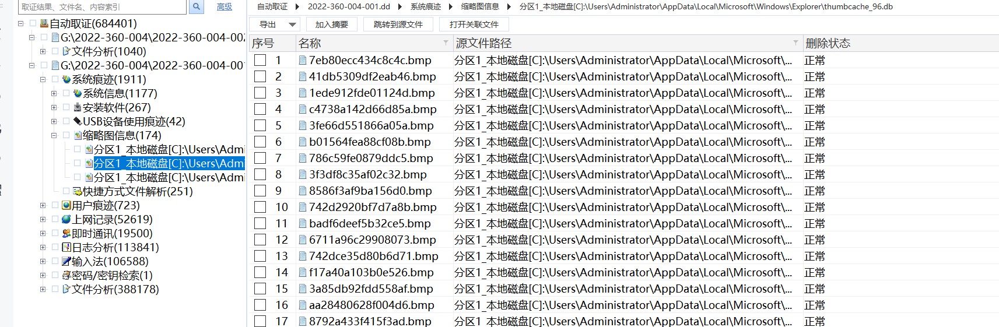 取证结果、文件名、内容索引
高级
自动取证(684401)
G:\2022-360-004\2022-360-004-002
文件分析(1040)
G:\2022-360-004\2022-360-004-001
系统痕迹(1911)
系统信息(1177)
安装软件(267)
USB设备使用痕迹(42)
缩略图信息(174)
分区1_本地磁盘[C]:\Users\Admi
分区1_本地磁盘[C]:\Users\Adm
分区1_本地磁盘[C]:\Users\Admi
快捷方式文件解析(251)
用户痕迹(723)
上网记录(52619)
即时通讯(19500)
日志分析(113841)
输入法(106588)
密码/密钥检索(1)
文件分析(388178)
自动取证 2022-360-004-001.dd 系统痕迹 缩略图信息 分区1_本地磁盘[C]:\Users\Administrator\AppData\Local\Microsoft\Windows\Explorer\thumbcache_96.db
导出 加入摘要 跳转到源文件 打开关联文件
序号 名称 源文件路径 删除状态
1 7eb80ecc434c8c4c.bmp 分区1_本地磁盘[C]:\Users\Administrator\AppData\Local\Microsoft\... 正常
2 41db5309df2eab46.bmp 分区1_本地磁盘[C]:\Users\Administrator\AppData\Local\Microsoft\... 正常
3 1ede912fde01124d.bmp 分区1_本地磁盘[C]:\Users\Administrator\AppData\Local\Microsoft\... 正常
4 c4738a142d66d85a.bmp 分区1_本地磁盘[C]:\Users\Administrator\AppData\Local\Microsoft\... 正常
5 3fe66d551866a05a.bmp 分区1_本地磁盘[C]:\Users\Administrator\AppData\Local\Microsoft\... 正常
6 b01564fea88cf08b.bmp 分区1_本地磁盘[C]:\Users\Administrator\AppData\Local\Microsoft\... 正常
7 786c59fe0879ddc5.bmp 分区1_本地磁盘[C]:\Users\Administrator\AppData\Local\Microsoft\... 正常
8 3f3df8c35af02c32.bmp 分区1_本地磁盘[C]:\Users\Administrator\AppData\Local\Microsoft\... 正常
9 8586f3af9ba156d0.bmp 分区1_本地磁盘[C]:\Users\Administrator\AppData\Local\Microsoft\... 正常
10 742d2920bf7d7a8b.bmp 分区1_本地磁盘[C]:\Users\Administrator\AppData\Local\Microsoft\... 正常
11 badf6deef5b32ce5.bmp 分区1_本地磁盘[C]:\Users\Administrator\AppData\Local\Microsoft\... 正常
12 6711a96c29908073.bmp 分区1_本地磁盘[C]:\Users\Administrator\AppData\Local\Microsoft\... 正常
13 742dce35d80b6d71.bmp 分区1_本地磁盘[C]:\Users\Administrator\AppData\Local\Microsoft\... 正常
14 f17a40a103b0e526.bmp 分区1_本地磁盘[C]:\Users\Administrator\AppData\Local\Microsoft\... 正常
15 3a85db92fdd558af.bmp 分区1_本地磁盘[C]:\Users\Administrator\AppData\Local\Microsoft\... 正常
16 aa28480628f004d6.bmp 分区1_本地磁盘[C]:\Users\Administrator\AppData\Local\Microsoft\... 正常
17 8792a433f415f3ad.bmp 分区1_本地磁盘[C]:\Users\Administrator\AppData\Local\Microsoft\... 正常